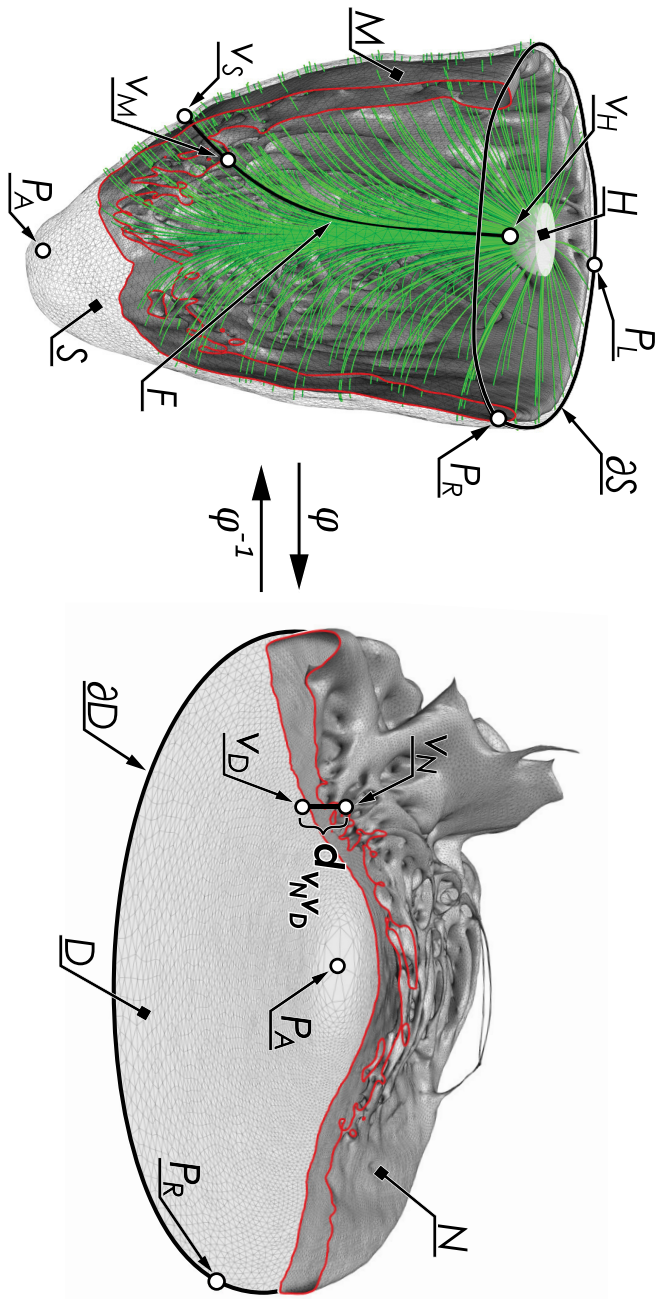 M
v_S
v_M
P_A
v_H
H
P_L
∂S
P_R
F
S
φ
φ⁻¹
∂D
v_D
v_N
d_{v_N v_D}
P_A
D
P_R
N